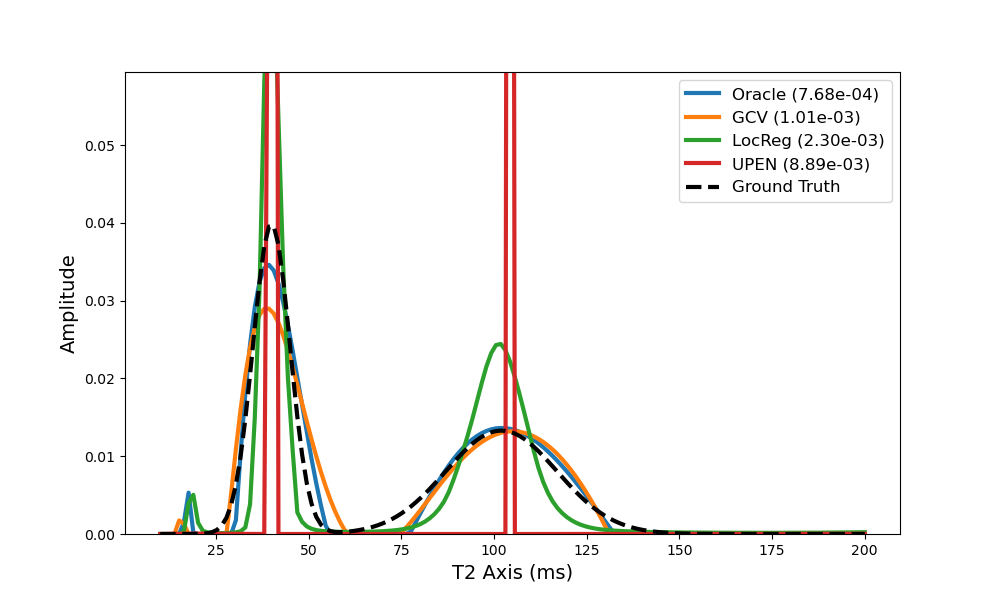 Oracle (7.68e-04)
GCV (1.01e-03)
LocReg (2.30e-03)
UPEN (8.89e-03)
Ground Truth
0.05
0.04
0.03
0.02
0.01
0.00
Amplitude
25 50 75 100 125 150 175 200
T2 Axis (ms)